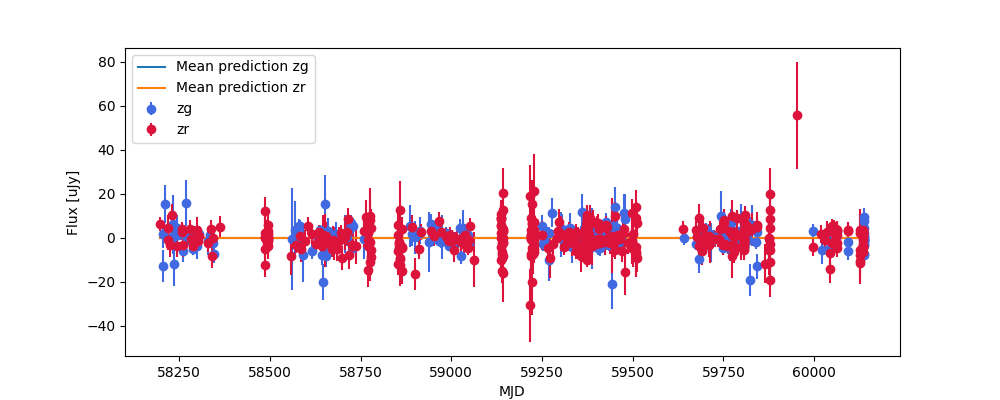 Mean prediction zg
Mean prediction zr
zg
zr
80
60
40
20
0
−20
−40
Flux [uJy]
58250
58500
58750
59000
59250
59500
59750
60000
MJD